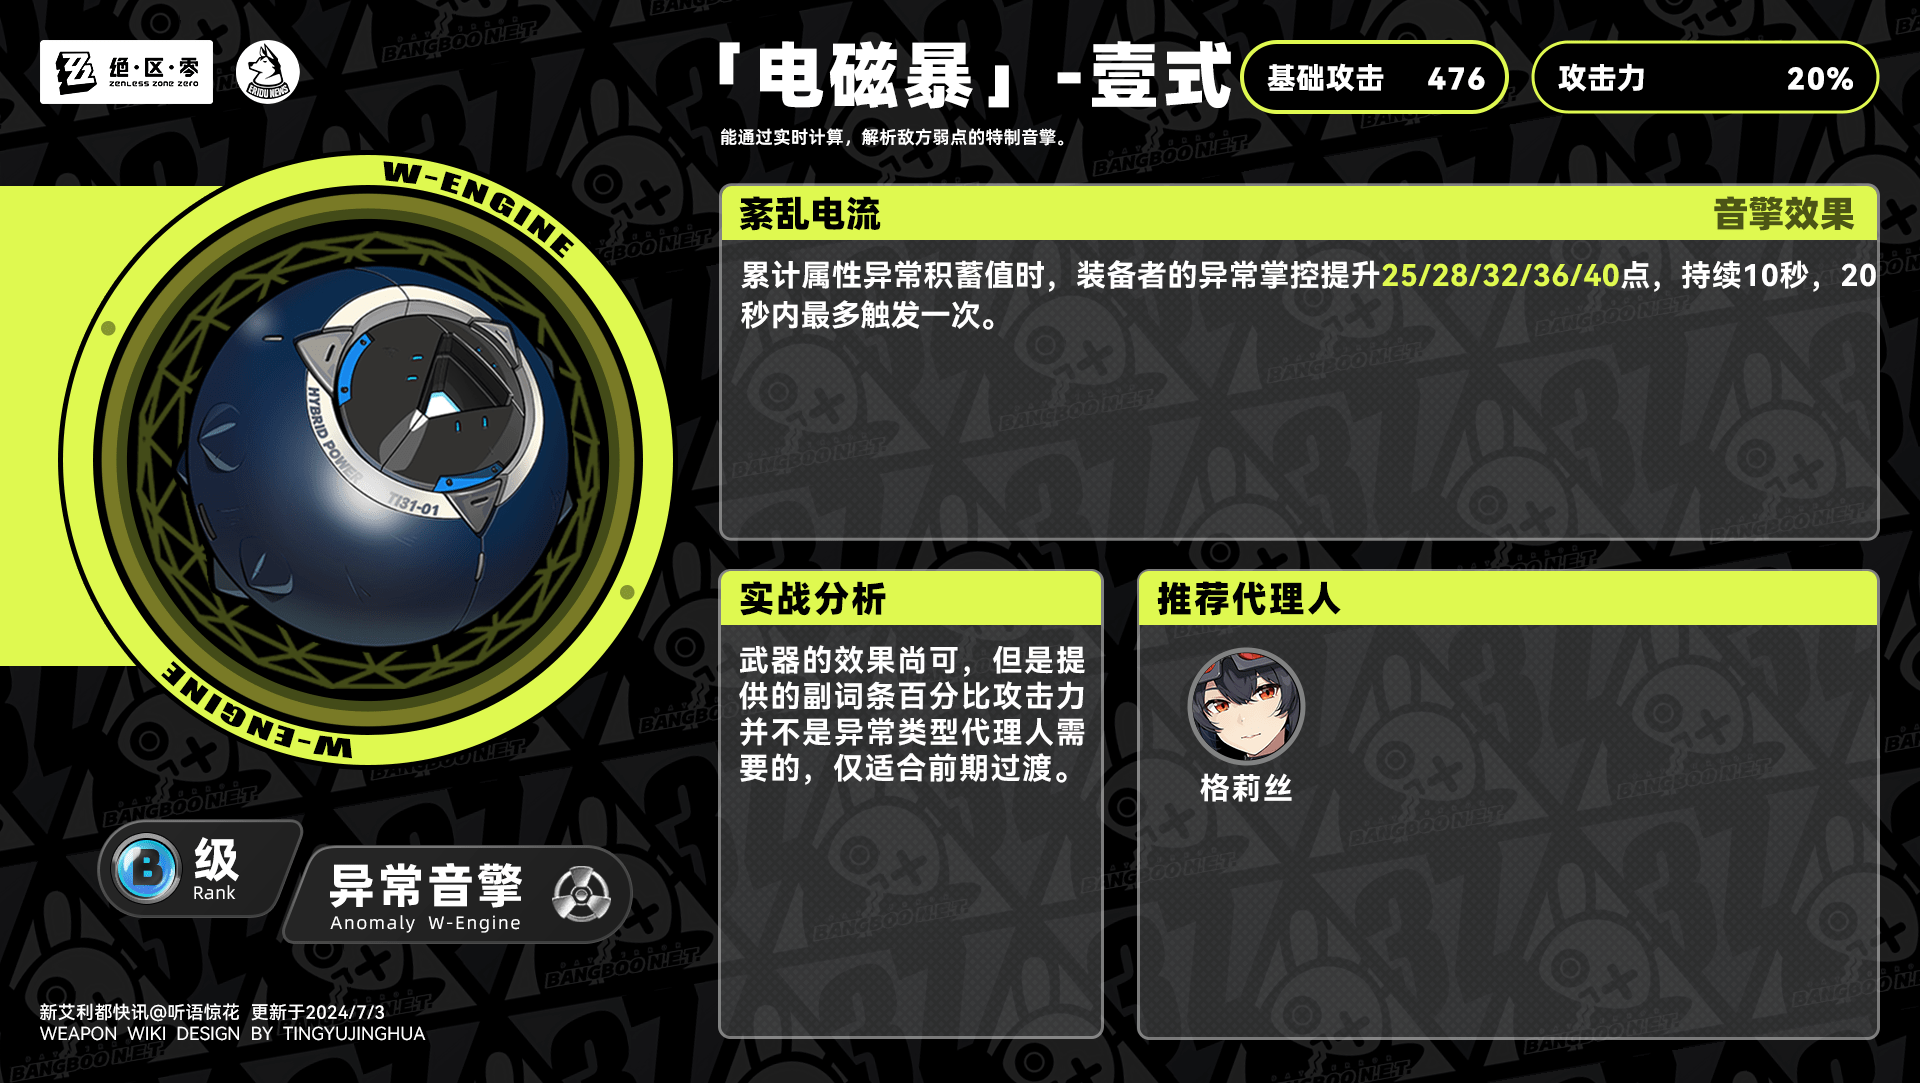 绝·区·零
ZENLESS ZONE ZERO
ERIDU NEWS
「电磁暴」-壹式
基础攻击 476
攻击力 20%
能通过实时计算，解析敌方弱点的特制音擎。
W-ENGINE
HYBRID POWER TI31-01
W-ENGINE
紊乱电流
音擎效果
累计属性异常积蓄值时，装备者的异常掌控提升25/28/32/36/40点，持续10秒，20
秒内最多触发一次。
实战分析
武器的效果尚可，但是提
供的副词条百分比攻击力
并不是异常类型代理人需
要的，仅适合前期过渡。
推荐代理人
格莉丝
B 级
Rank
异常音擎
Anomaly W-Engine
新艾利都快讯@听语惊花 更新于2024/7/3
WEAPON WIKI DESIGN BY TINGYUJINGHUA
BANGBOO N.E.T.